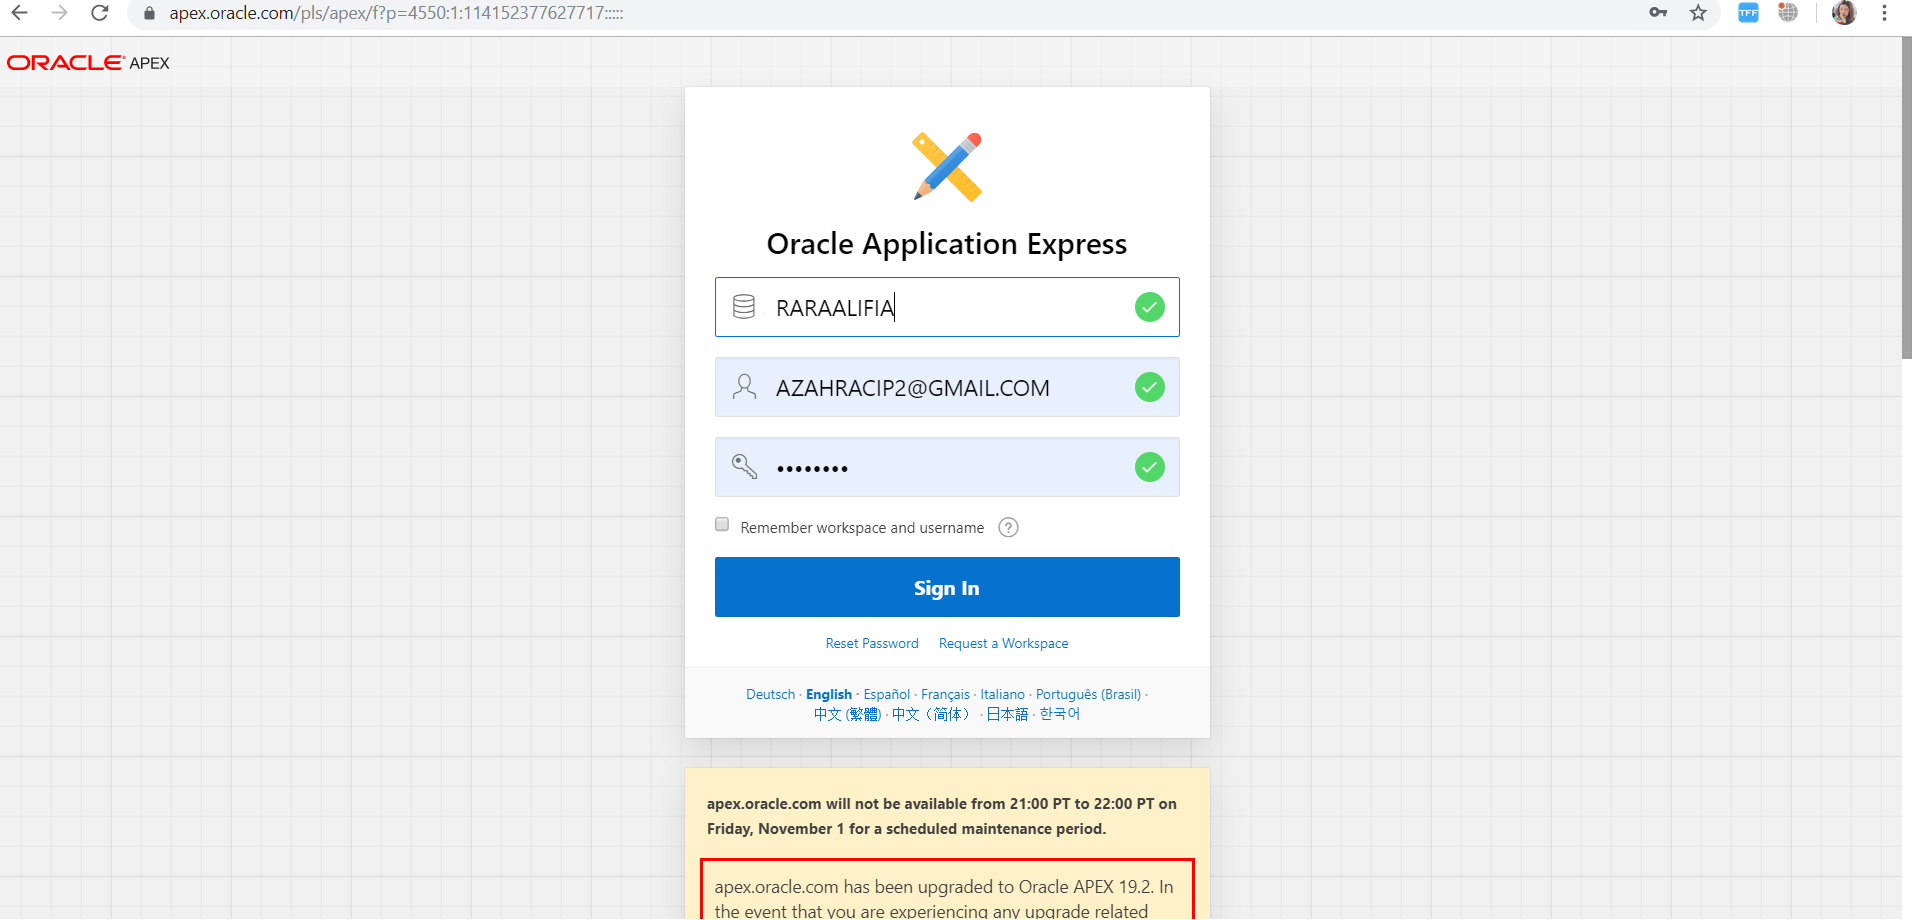 apex.oracle.com/pls/apex/f?p=4550:1:114152377627717:::::
TFF
ORACLE® APEX
Oracle Application Express
RARAALIFIA
AZAHRACIP2@GMAIL.COM
••••••••
Remember workspace and username ?
Sign In
Reset Password Request a Workspace
Deutsch · English · Español · Français · Italiano · Português (Brasil) ·
中文 (繁體) · 中文（简体） · 日本語 · 한국어
apex.oracle.com will not be available from 21:00 PT to 22:00 PT on
Friday, November 1 for a scheduled maintenance period.
apex.oracle.com has been upgraded to Oracle APEX 19.2. In
the event that you are experiencing any upgrade related